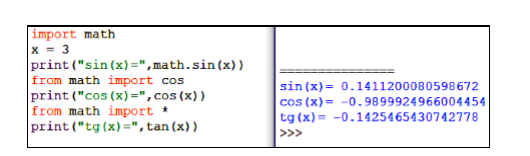 import math
x = 3
print("sin(x)=",math.sin(x))
from math import cos
print("cos(x)=",cos(x))
from math import *
print("tg(x)=",tan(x))
===============
sin(x)= 0.1411200080598672
cos(x)= -0.9899924966004454
tg(x)= -0.1425465430742778
>>>